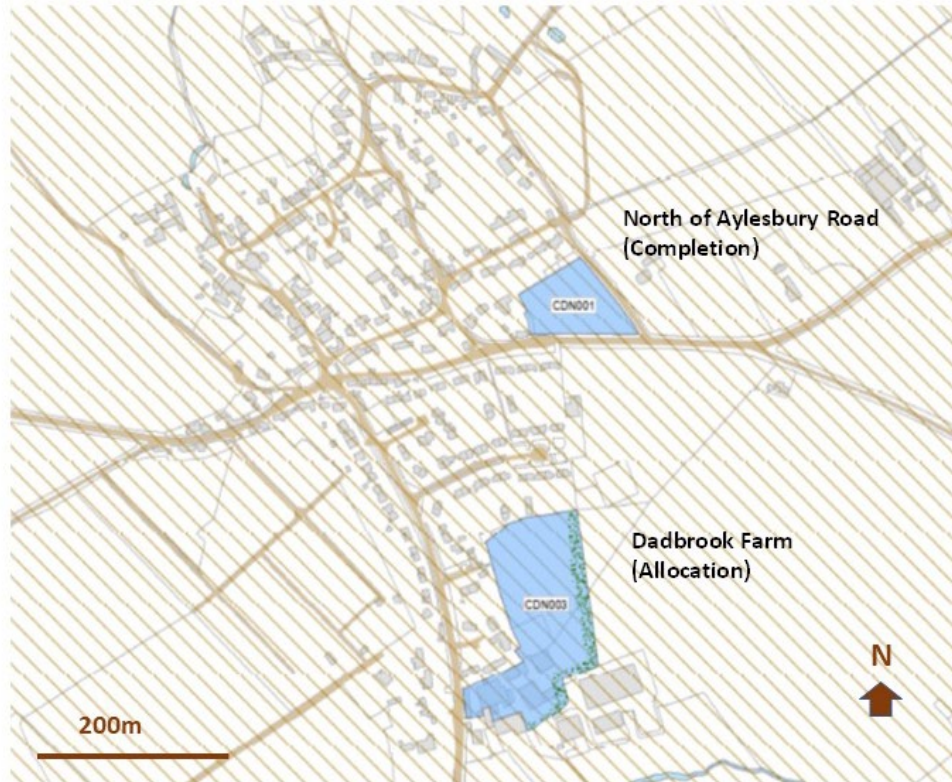 North of Aylesbury Road
(Completion)
CDN001
Dadbrook Farm
(Allocation)
CDN003
N
200m